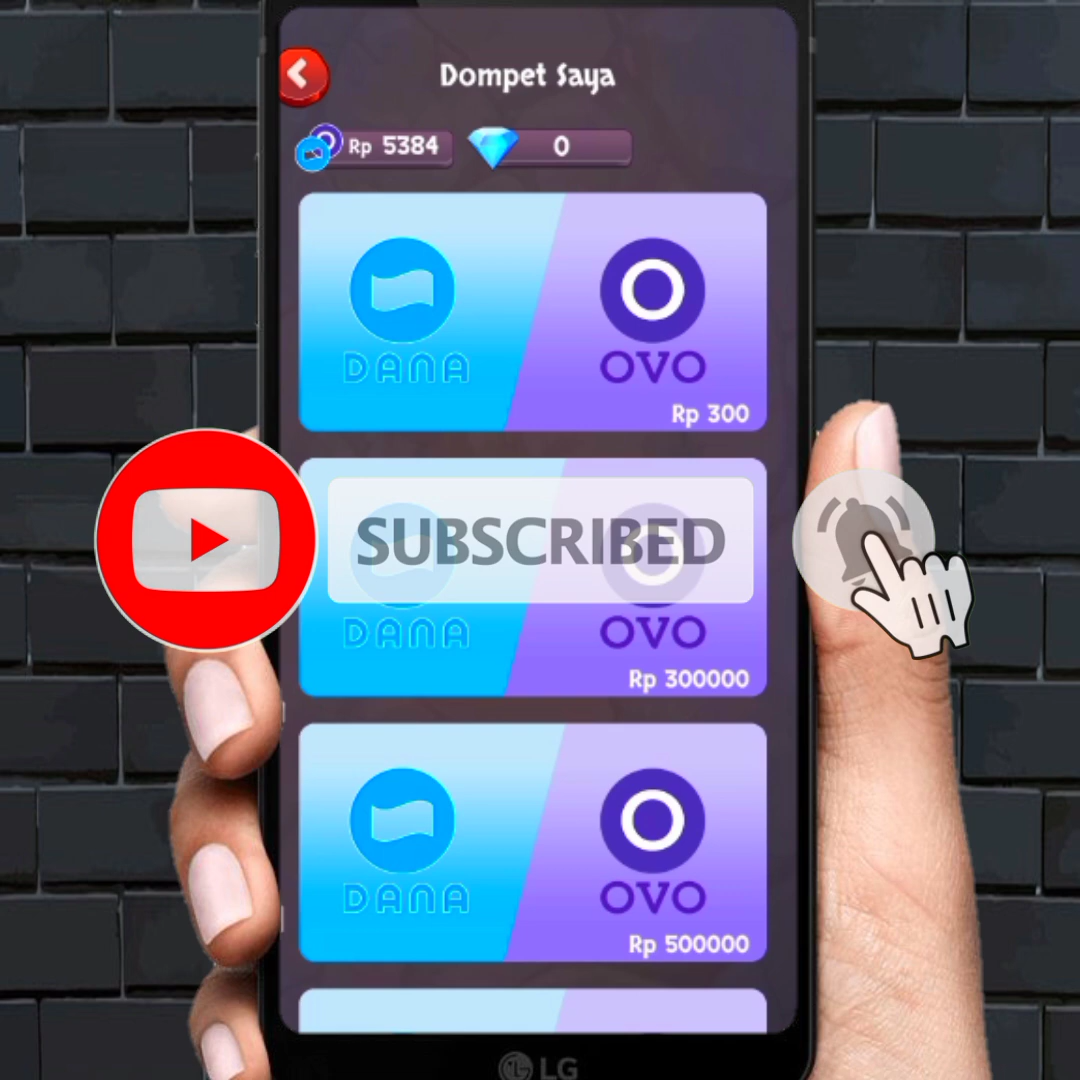 Dompet Saya
Rp 5384
0
DANA
OVO
Rp 300
SUBSCRIBED
DANA
OVO
Rp 300000
DANA
OVO
Rp 500000
LG